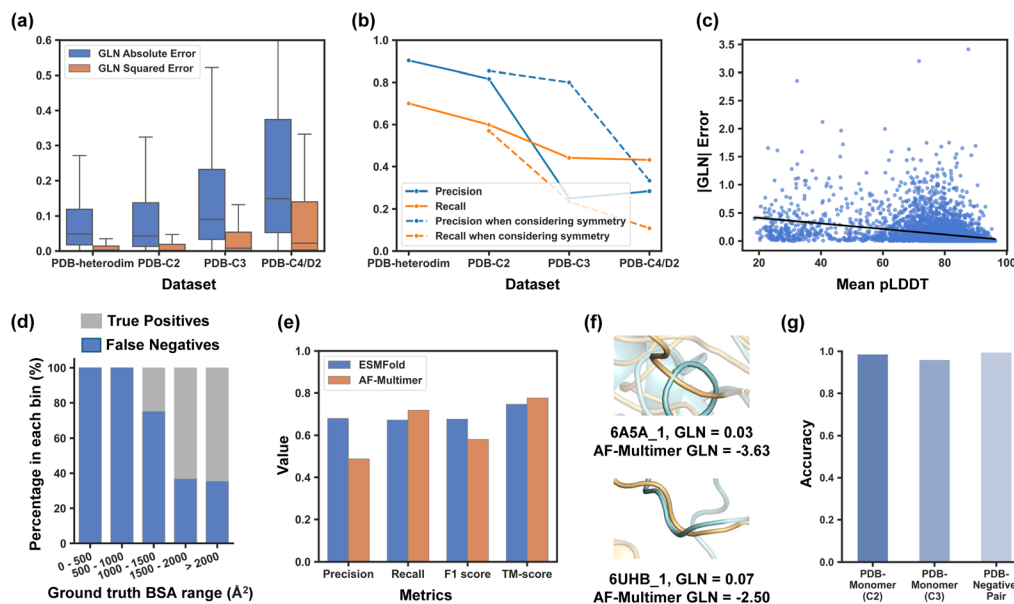 (a)
0.6
0.5
0.4
0.3
0.2
0.1
0.0
GLN Absolute Error
GLN Squared Error
PDB-heterodim
PDB-C2
PDB-C3
PDB-C4/D2
Dataset
(b)
1.0
0.8
0.6
0.4
0.2
0.0
Precision
Recall
Precision when considering symmetry
Recall when considering symmetry
PDB-heterodim
PDB-C2
PDB-C3
PDB-C4/D2
Dataset
(c)
|GLN| Error
3.5
3.0
2.5
2.0
1.5
1.0
0.5
0.0
20
40
60
80
100
Mean pLDDT
(d)
True Positives
False Negatives
Percentage in each bin (%)
100
80
60
40
20
0
0 - 500
500 - 1000
1000 - 1500
1500 - 2000
> 2000
Ground truth BSA range (Å²)
(e)
Value
1.0
0.8
0.6
0.4
0.2
0.0
ESMFold
AF-Multimer
Precision
Recall
F1 score
TM-score
Metrics
(f)
6A5A_1, GLN = 0.03
AF-Multimer GLN = -3.63
6UHB_1, GLN = 0.07
AF-Multimer GLN = -2.50
(g)
Accuracy
1.0
0.8
0.6
0.4
0.2
0.0
PDB-
Monomer
(C2)
PDB-
Monomer
(C3)
PDB-
Negative
Pair